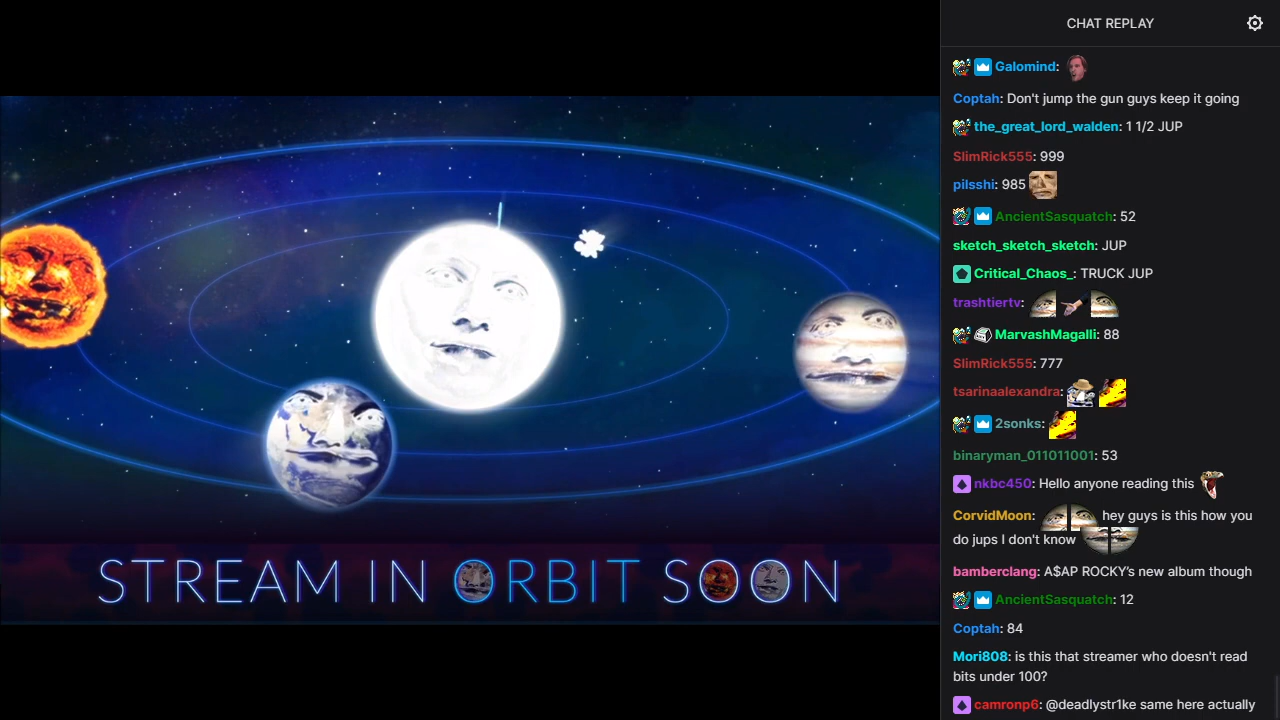 CHAT REPLAY
Galomind:
Coptah: Don't jump the gun guys keep it going
the_great_lord_walden: 1 1/2 JUP
SlimRick555: 999
pilsshi: 985
AncientSasquatch: 52
sketch_sketch_sketch: JUP
Critical_Chaos_: TRUCK JUP
trashtiertv:
MarvashMagalli: 88
SlimRick555: 777
tsarinaalexandra:
2sonks:
binaryman_011011001: 53
nkbc450: Hello anyone reading this
CorvidMoon: hey guys is this how you
do jups I don't know
bamberclang: A$AP ROCKY's new album though
AncientSasquatch: 12
Coptah: 84
Mori808: is this that streamer who doesn't read
bits under 100?
camronp6: @deadlystr1ke same here actually
STREAM IN ORBIT SOON